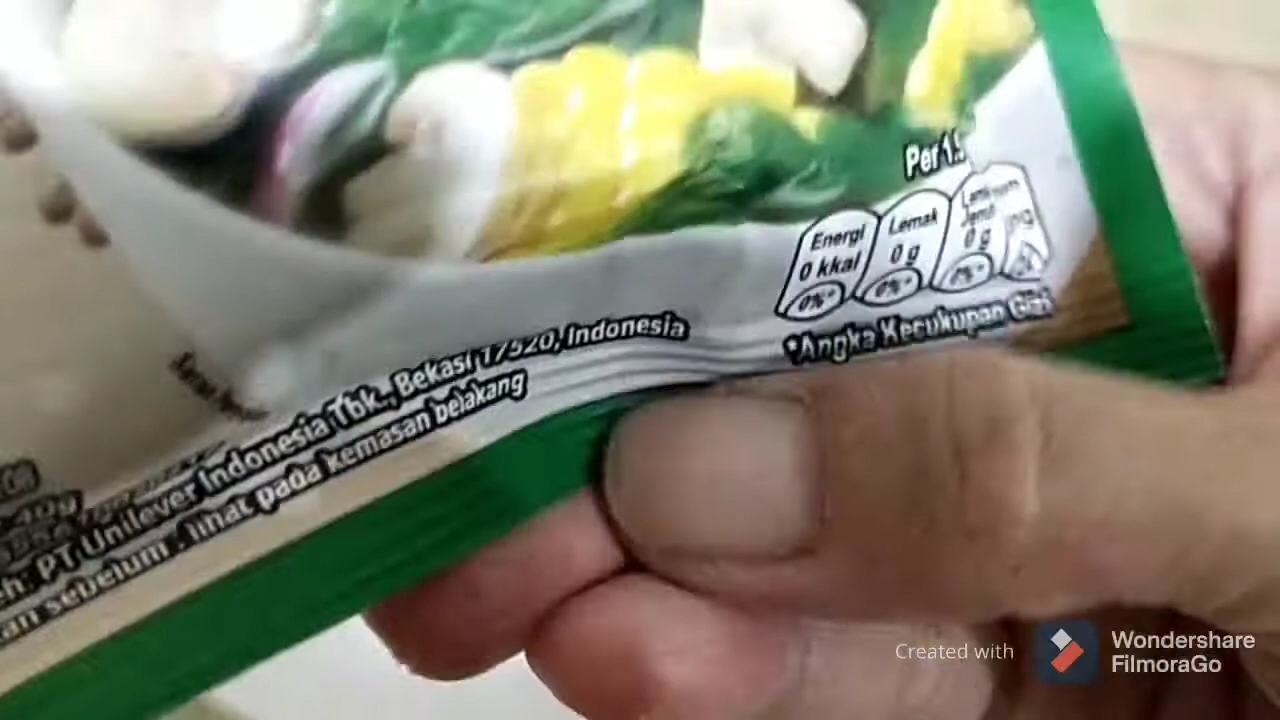 Per 1.
Energi
0 kkal
0%*
Lemak
0 g
0%*
Lemak
Jenuh
0 g
0%*
*Angka Kecukupan Gizi
PT Unilever Indonesia Tbk., Bekasi 17520, Indonesia
sebelum : lihat pada kemasan belakang
Created with
Wondershare
FilmoraGo